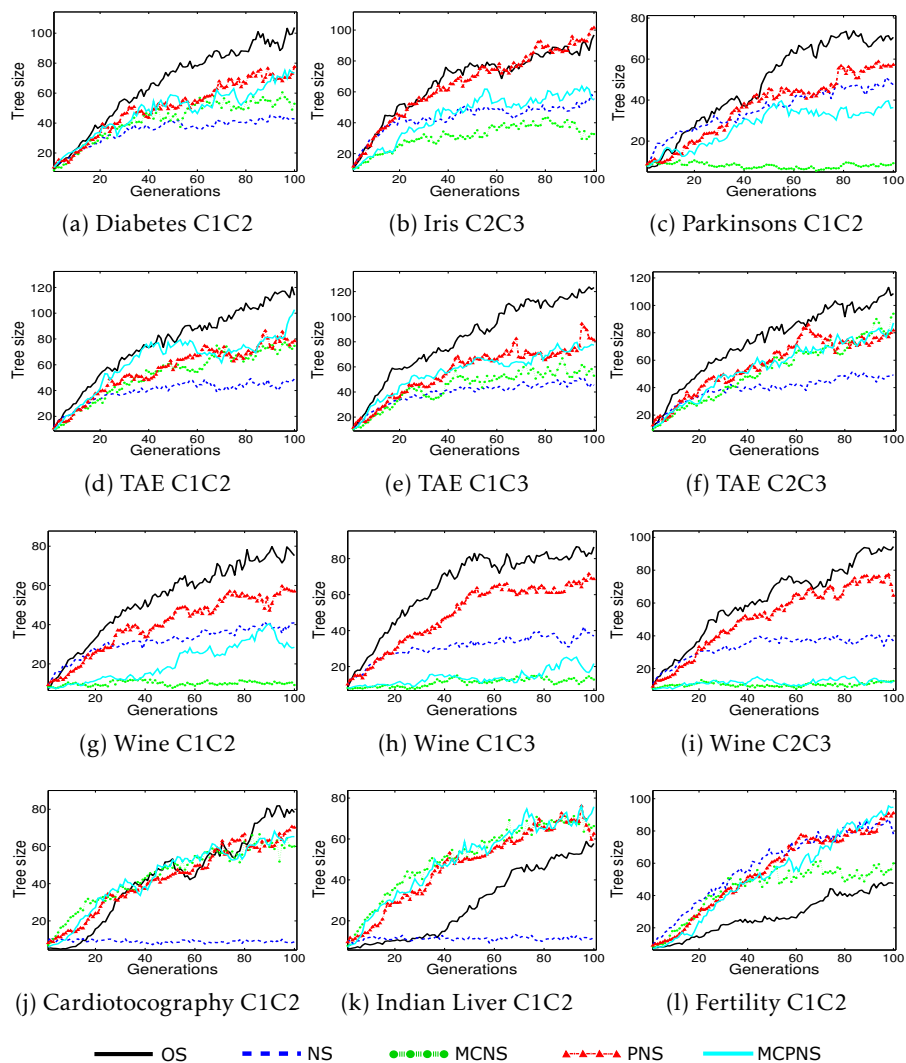 Tree size
100
80
60
40
20
20 40 60 80 100
Generations
(a) Diabetes C1C2
Tree size
100
80
60
40
20
20 40 60 80 100
Generations
(b) Iris C2C3
Tree size
80
60
40
20
20 40 60 80 100
Generations
(c) Parkinsons C1C2
Tree size
120
100
80
60
40
20
20 40 60 80 100
Generations
(d) TAE C1C2
Tree size
120
100
80
60
40
20
20 40 60 80 100
Generations
(e) TAE C1C3
Tree size
120
100
80
60
40
20
20 40 60 80 100
Generations
(f) TAE C2C3
Tree size
80
60
40
20
20 40 60 80 100
Generations
(g) Wine C1C2
Tree size
80
60
40
20
20 40 60 80 100
Generations
(h) Wine C1C3
Tree size
100
80
60
40
20
20 40 60 80 100
Generations
(i) Wine C2C3
Tree size
80
60
40
20
20 40 60 80 100
Generations
(j) Cardiotocography C1C2
Tree size
80
60
40
20
20 40 60 80 100
Generations
(k) Indian Liver C1C2
Tree size
100
80
60
40
20
20 40 60 80 100
Generations
(l) Fertility C1C2
OS NS MCNS PNS MCPNS